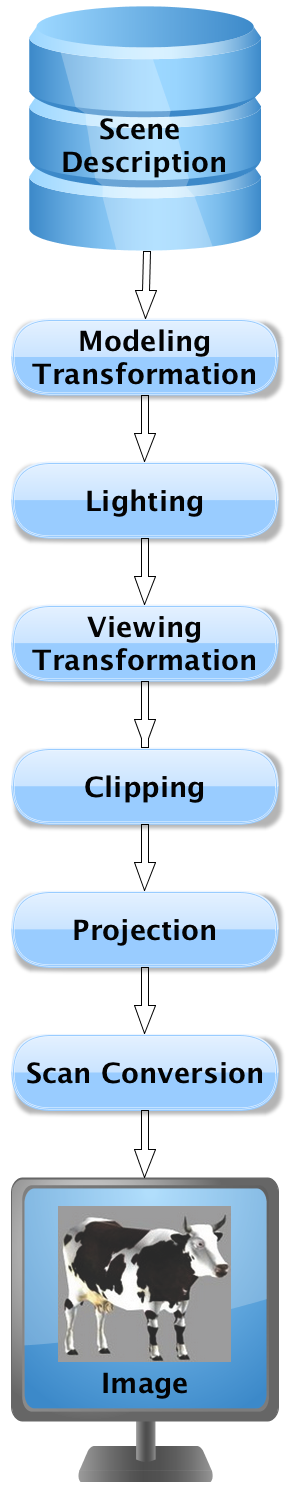 Scene
Description
Modeling
Transformation
Lighting
Viewing
Transformation
Clipping
Projection
Scan Conversion
Image